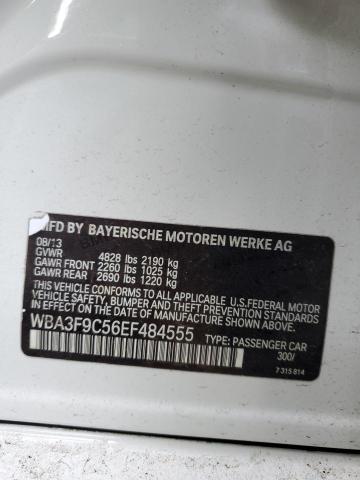 MFD BY BAYERISCHE MOTOREN WERKE AG
08/13
GVWR 4828 lbs 2190 kg
GAWR FRONT 2260 lbs 1025 kg
GAWR REAR 2690 lbs 1220 kg
THIS VEHICLE CONFORMS TO ALL APPLICABLE U.S.FEDERAL MOTOR
VEHICLE SAFETY, BUMPER AND THEFT PREVENTION STANDARDS
IN EFFECT ON THE DATE OF MANUFACTURE SHOWN ABOVE.
WBA3F9C56EF484555 TYPE: PASSENGER CAR
300/
7 315 814